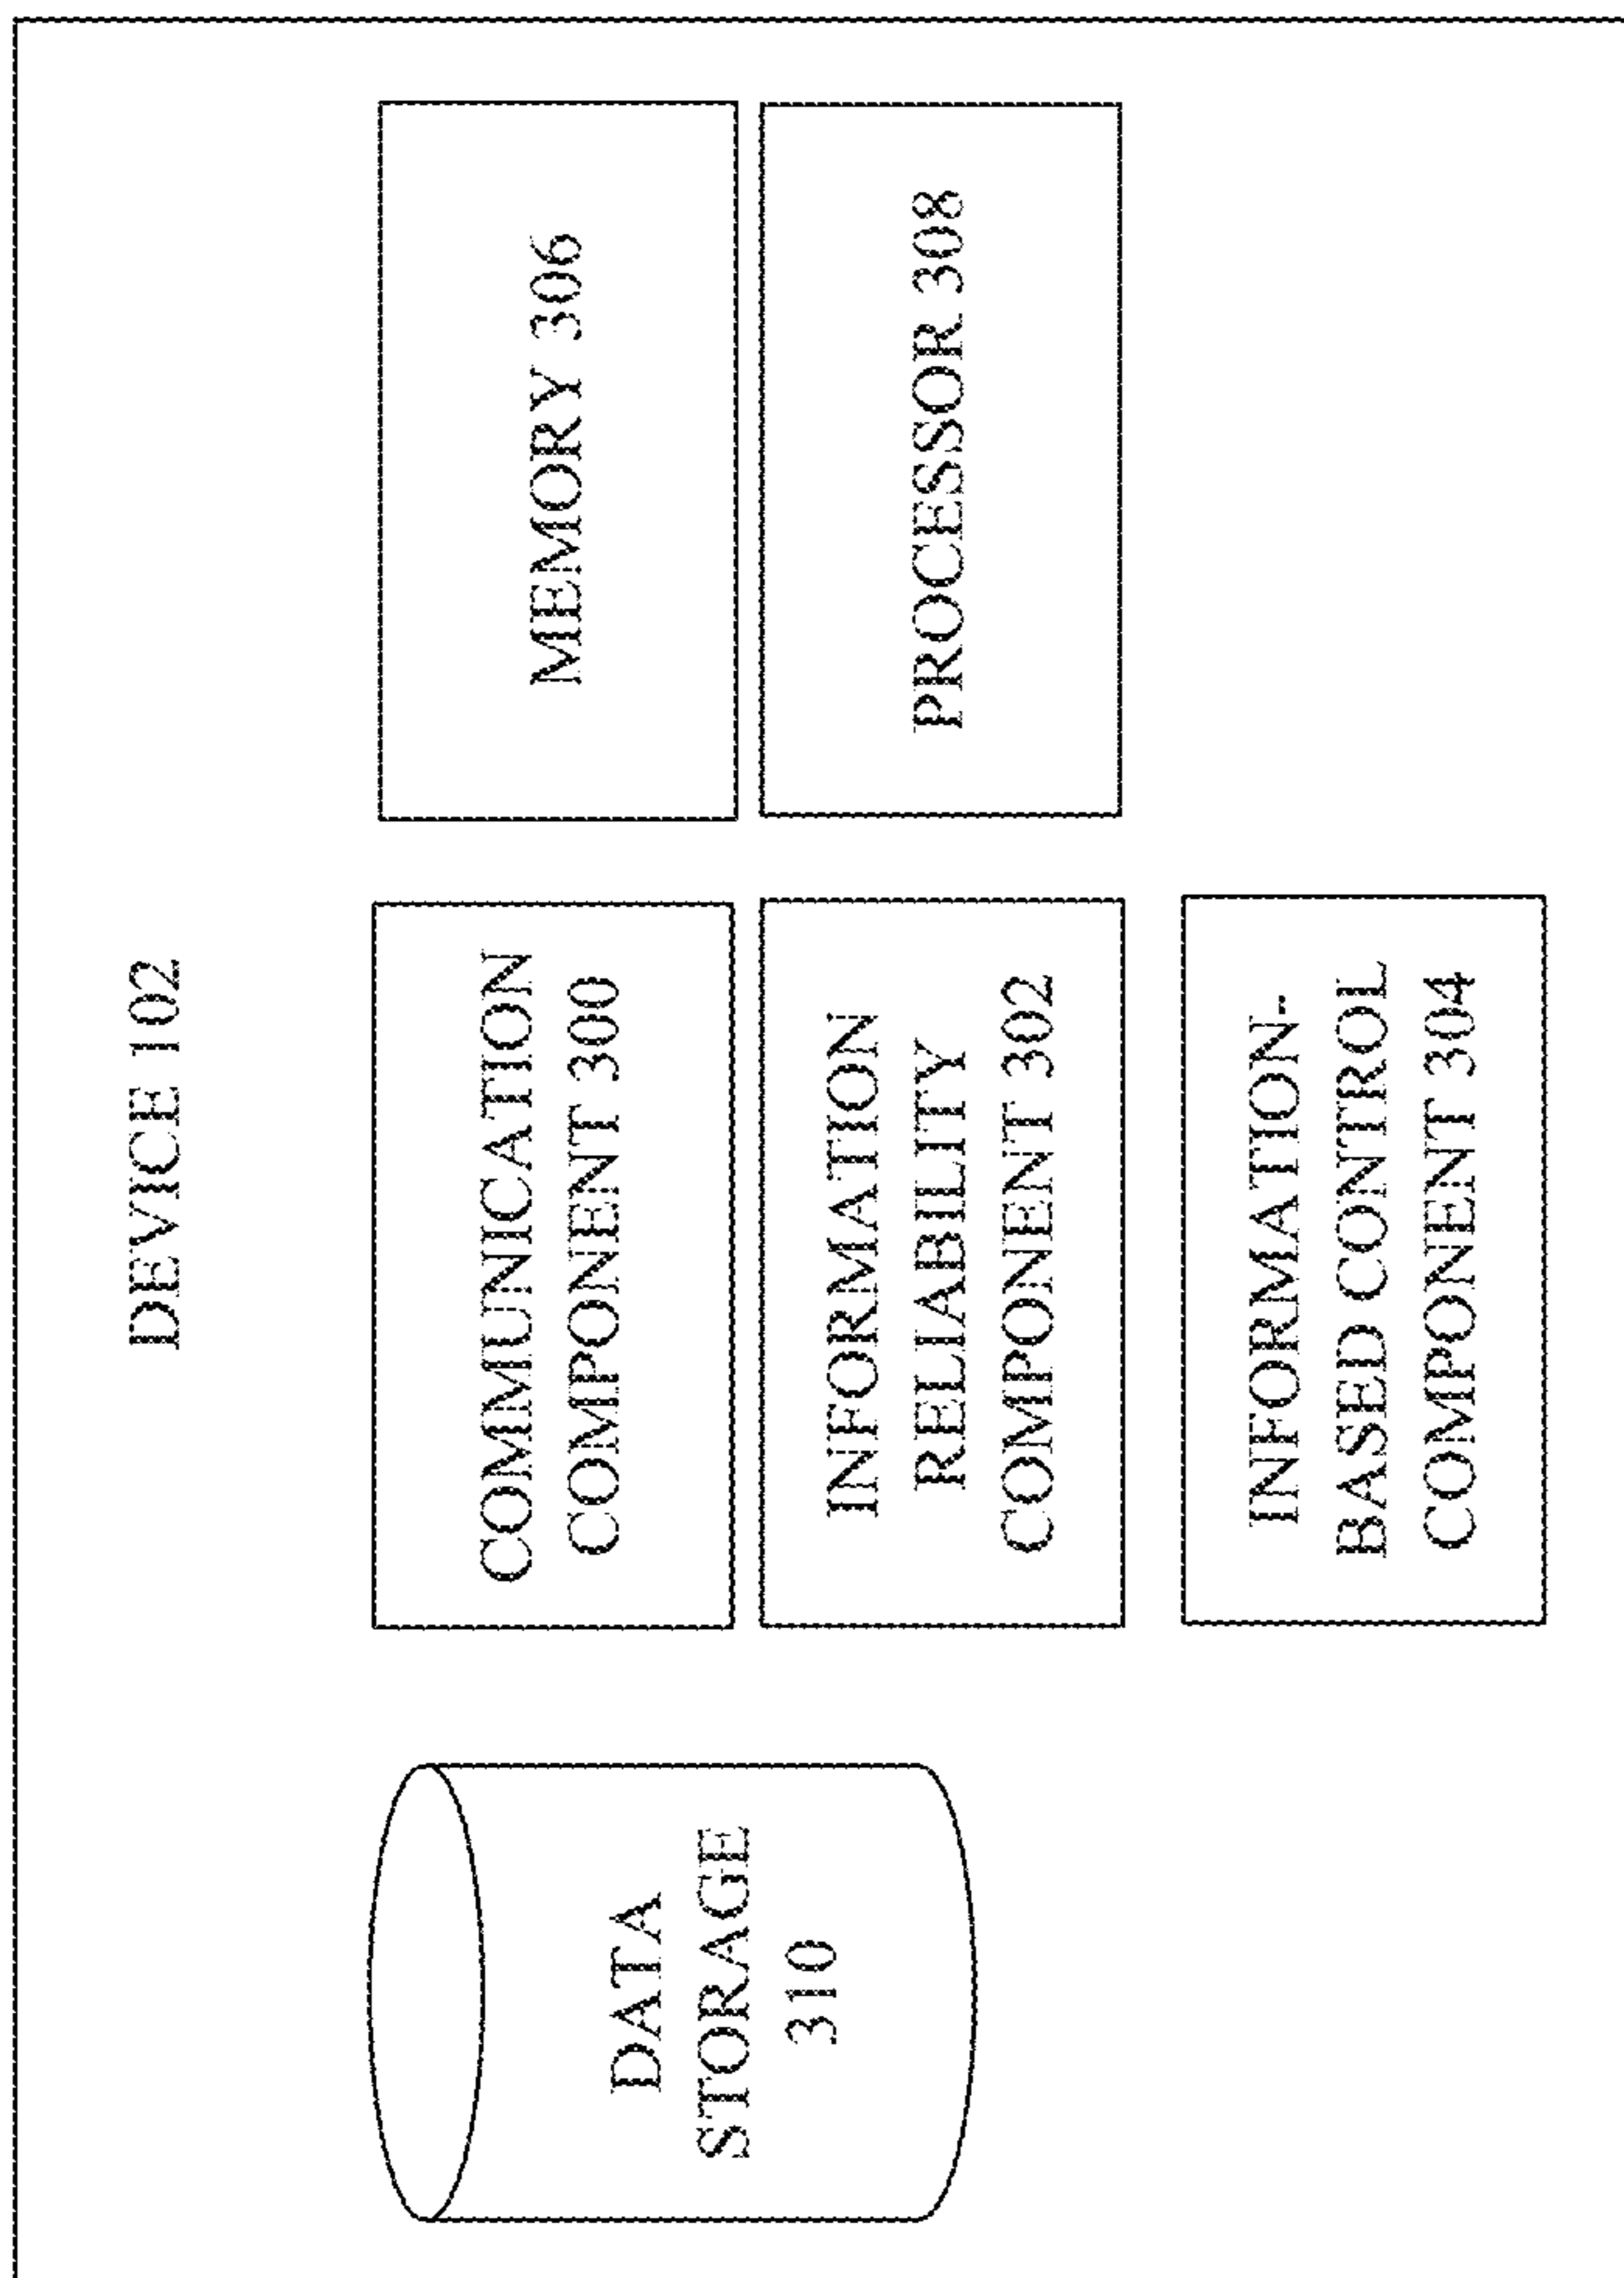 DEVICE 102
DATA
STORAGE
310
COMMUNICATION
COMPONENT 300
INFORMATION
RELIABILITY
COMPONENT 302
INFORMATION-
BASED CONTROL
COMPONENT 304
MEMORY 306
PROCESSOR 308